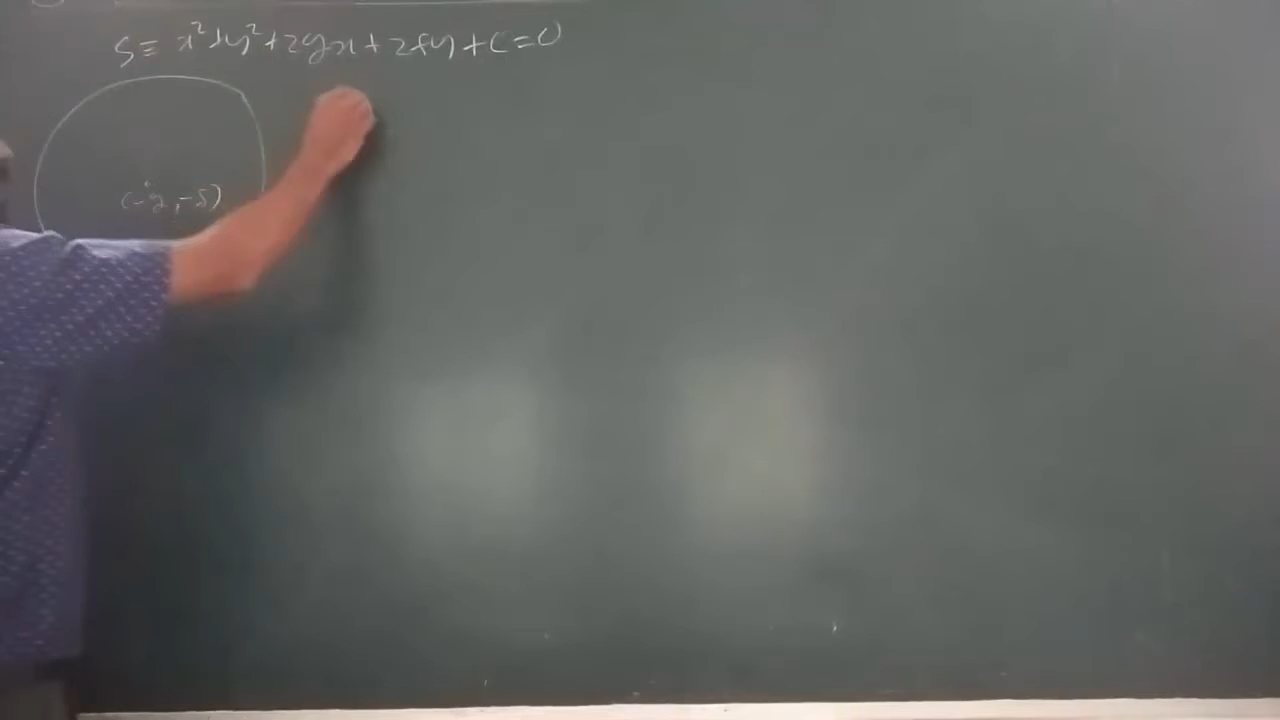 S ≡ x² + y² + 2gx + 2fy + c = 0
(-g, -f)